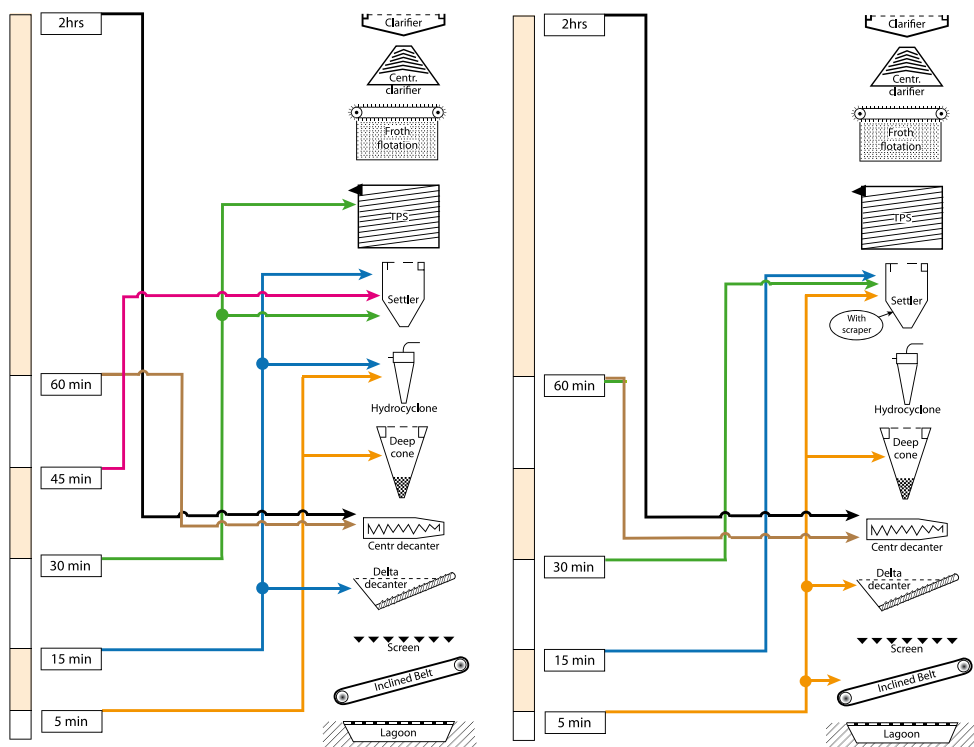 2hrs
Clarifier
Centr.
clarifier
Froth
flotation
TPS
Settler
60 min
Hydrocyclone
Deep
cone
45 min
Centr decanter
30 min
Delta
decanter
Screen
15 min
Inclined Belt
5 min
Lagoon
2hrs
Clarifier
Centr.
clarifier
Froth
flotation
TPS
Settler
With
scraper
60 min
Hydrocyclone
Deep
cone
Centr decanter
30 min
Delta
decanter
Screen
15 min
Inclined Belt
5 min
Lagoon